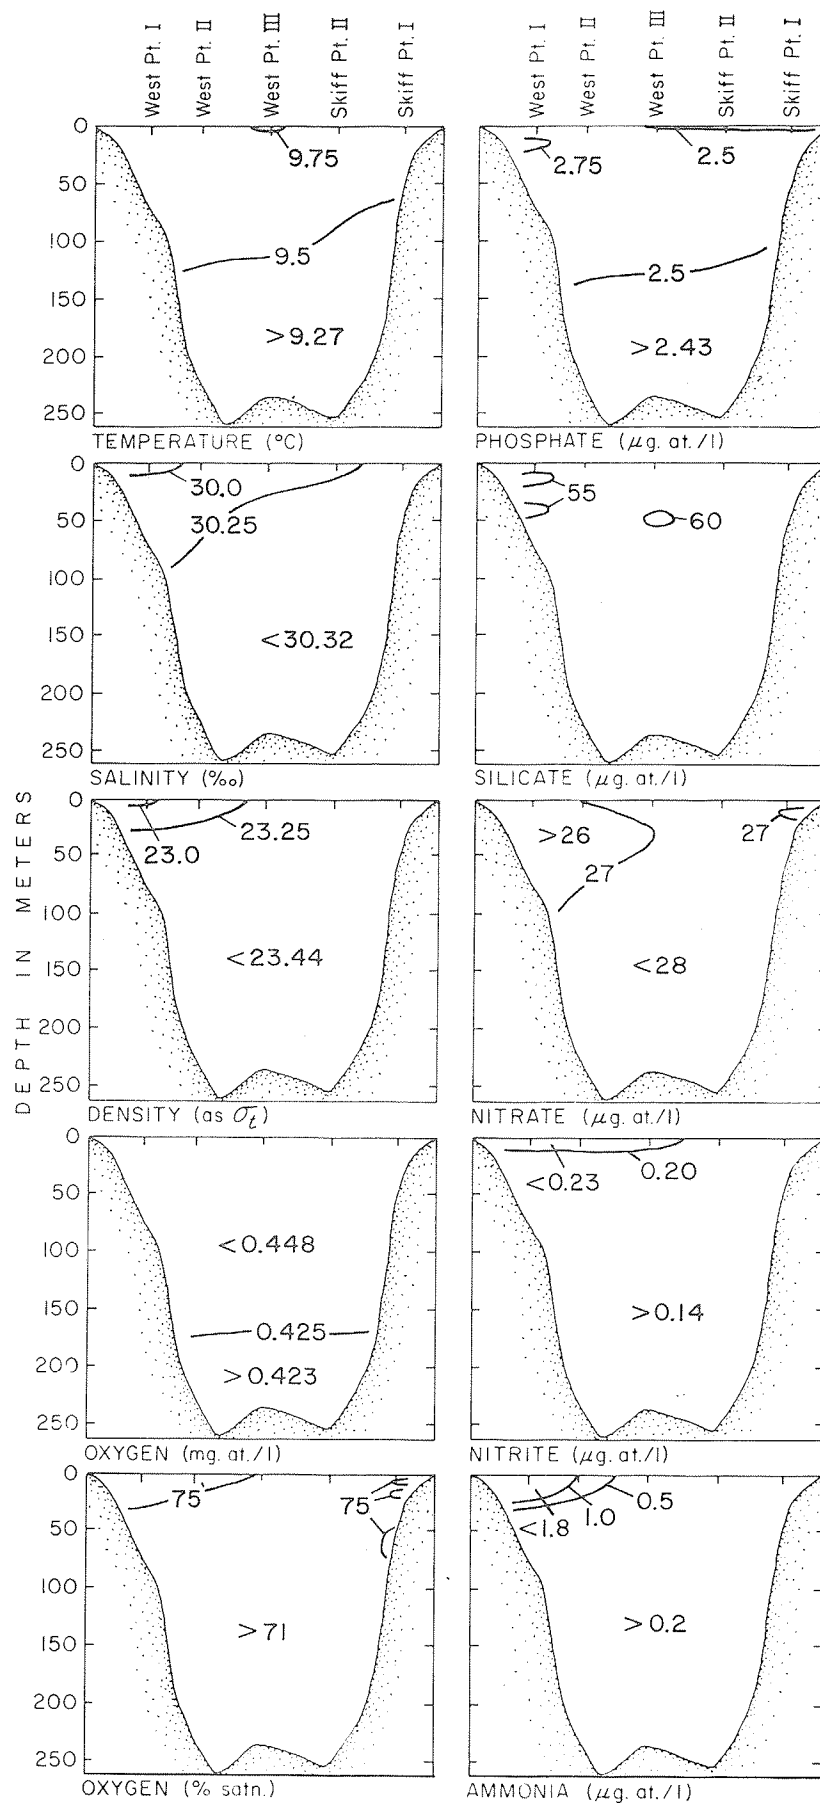 West Pt. I
West Pt. II
West Pt. III
Skiff Pt. II
Skiff Pt. I
West Pt. I
West Pt. II
West Pt. III
Skiff Pt. II
Skiff Pt. I
DEPTH IN METERS
0
50
100
150
200
250
9.75
9.5
>9.27
TEMPERATURE (°C)
2.75
2.5
2.5
>2.43
PHOSPHATE (μg. at./l)
0
50
100
150
200
250
30.0
30.25
<30.32
SALINITY (‰)
55
60
SILICATE (μg. at./l)
0
50
100
150
200
250
23.25
23.0
<23.44
DENSITY (as σt)
>26
27
27
<28
NITRATE (μg. at./l)
0
50
100
150
200
250
<0.448
0.425
>0.423
OXYGEN (mg. at./l)
<0.23
0.20
>0.14
NITRITE (μg. at./l)
0
50
100
150
200
250
75
75
>71
OXYGEN (% satn.)
0.5
1.0
<1.8
>0.2
AMMONIA (μg. at./l)